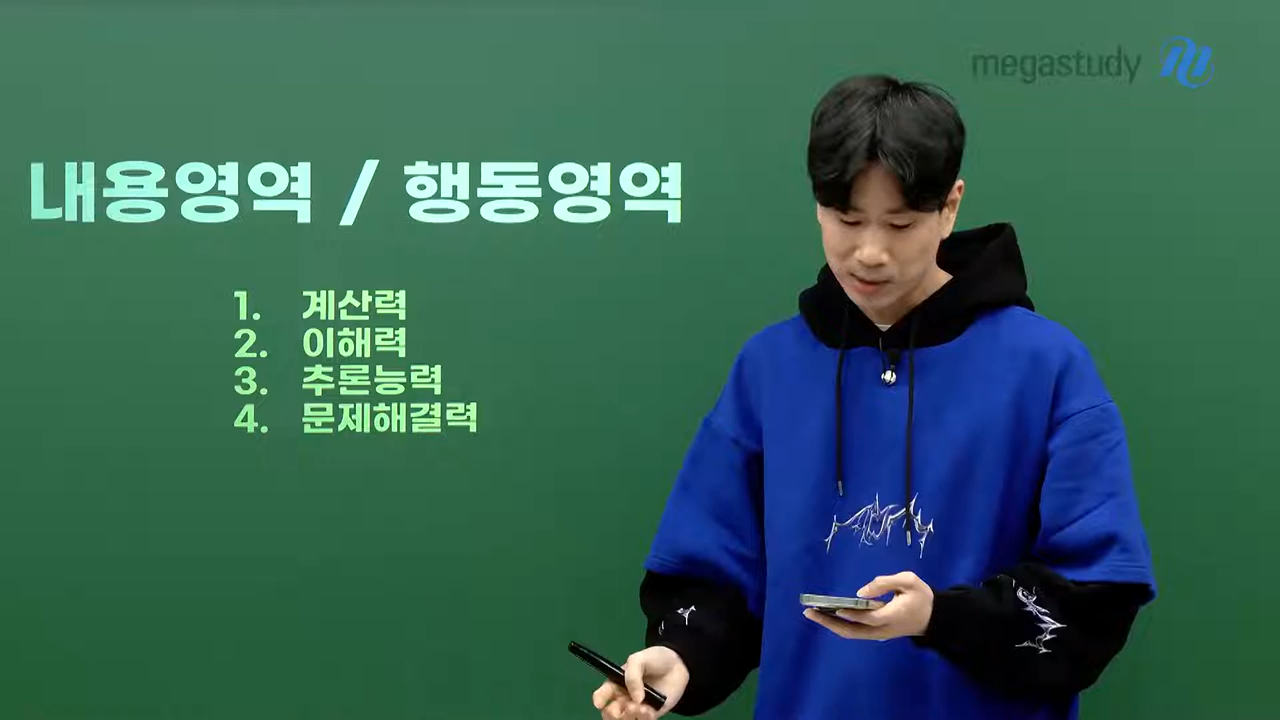 megastudy
내용영역 / 행동영역
1. 계산력
2. 이해력
3. 추론능력
4. 문제해결력